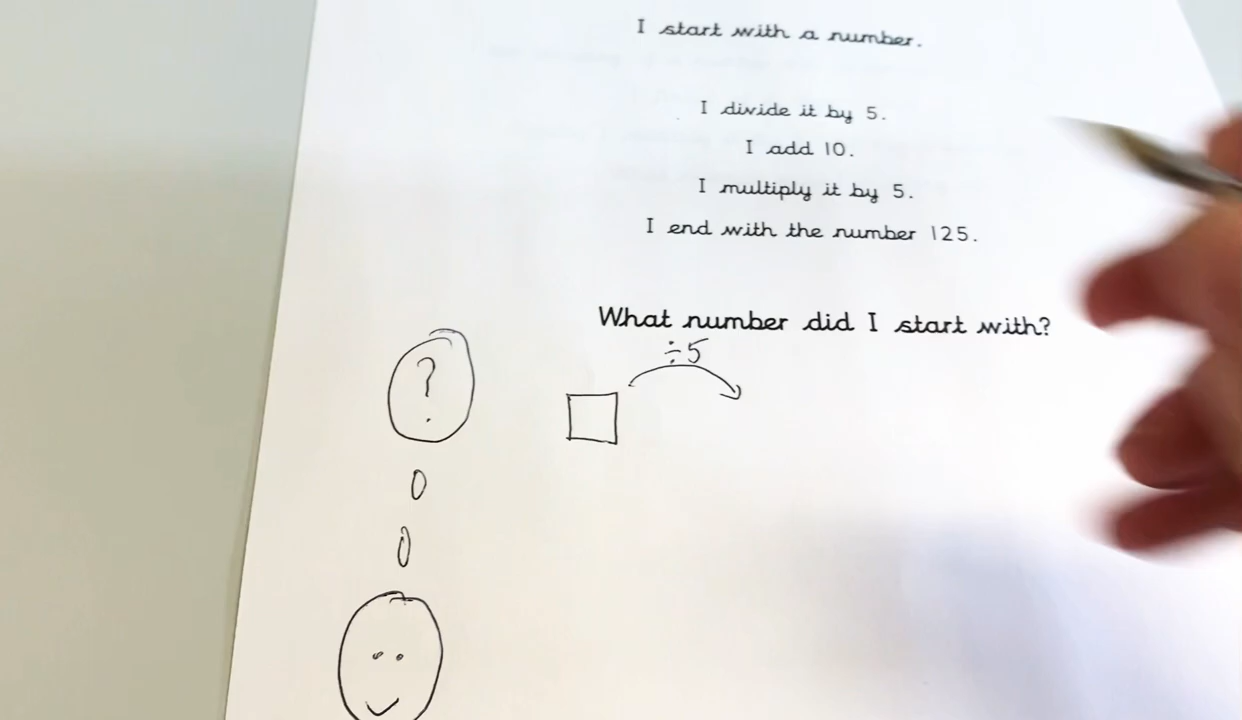 I start with a number.
I divide it by 5.
I add 10.
I multiply it by 5.
I end with the number 125.
What number did I start with?
÷5
?